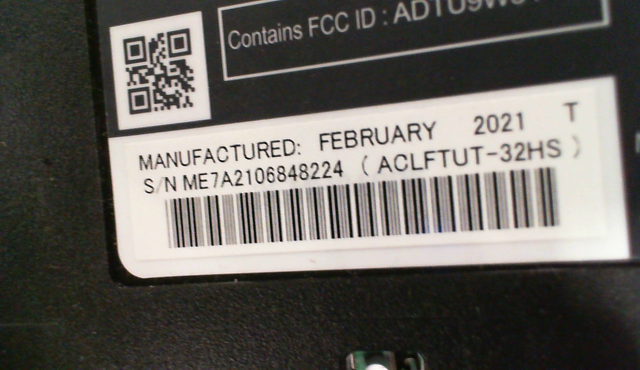 Contains FCC ID :
MANUFACTURED: FEBRUARY 2021 T
S/N ME7A2106848224 ( ACLFTUT-32HS )